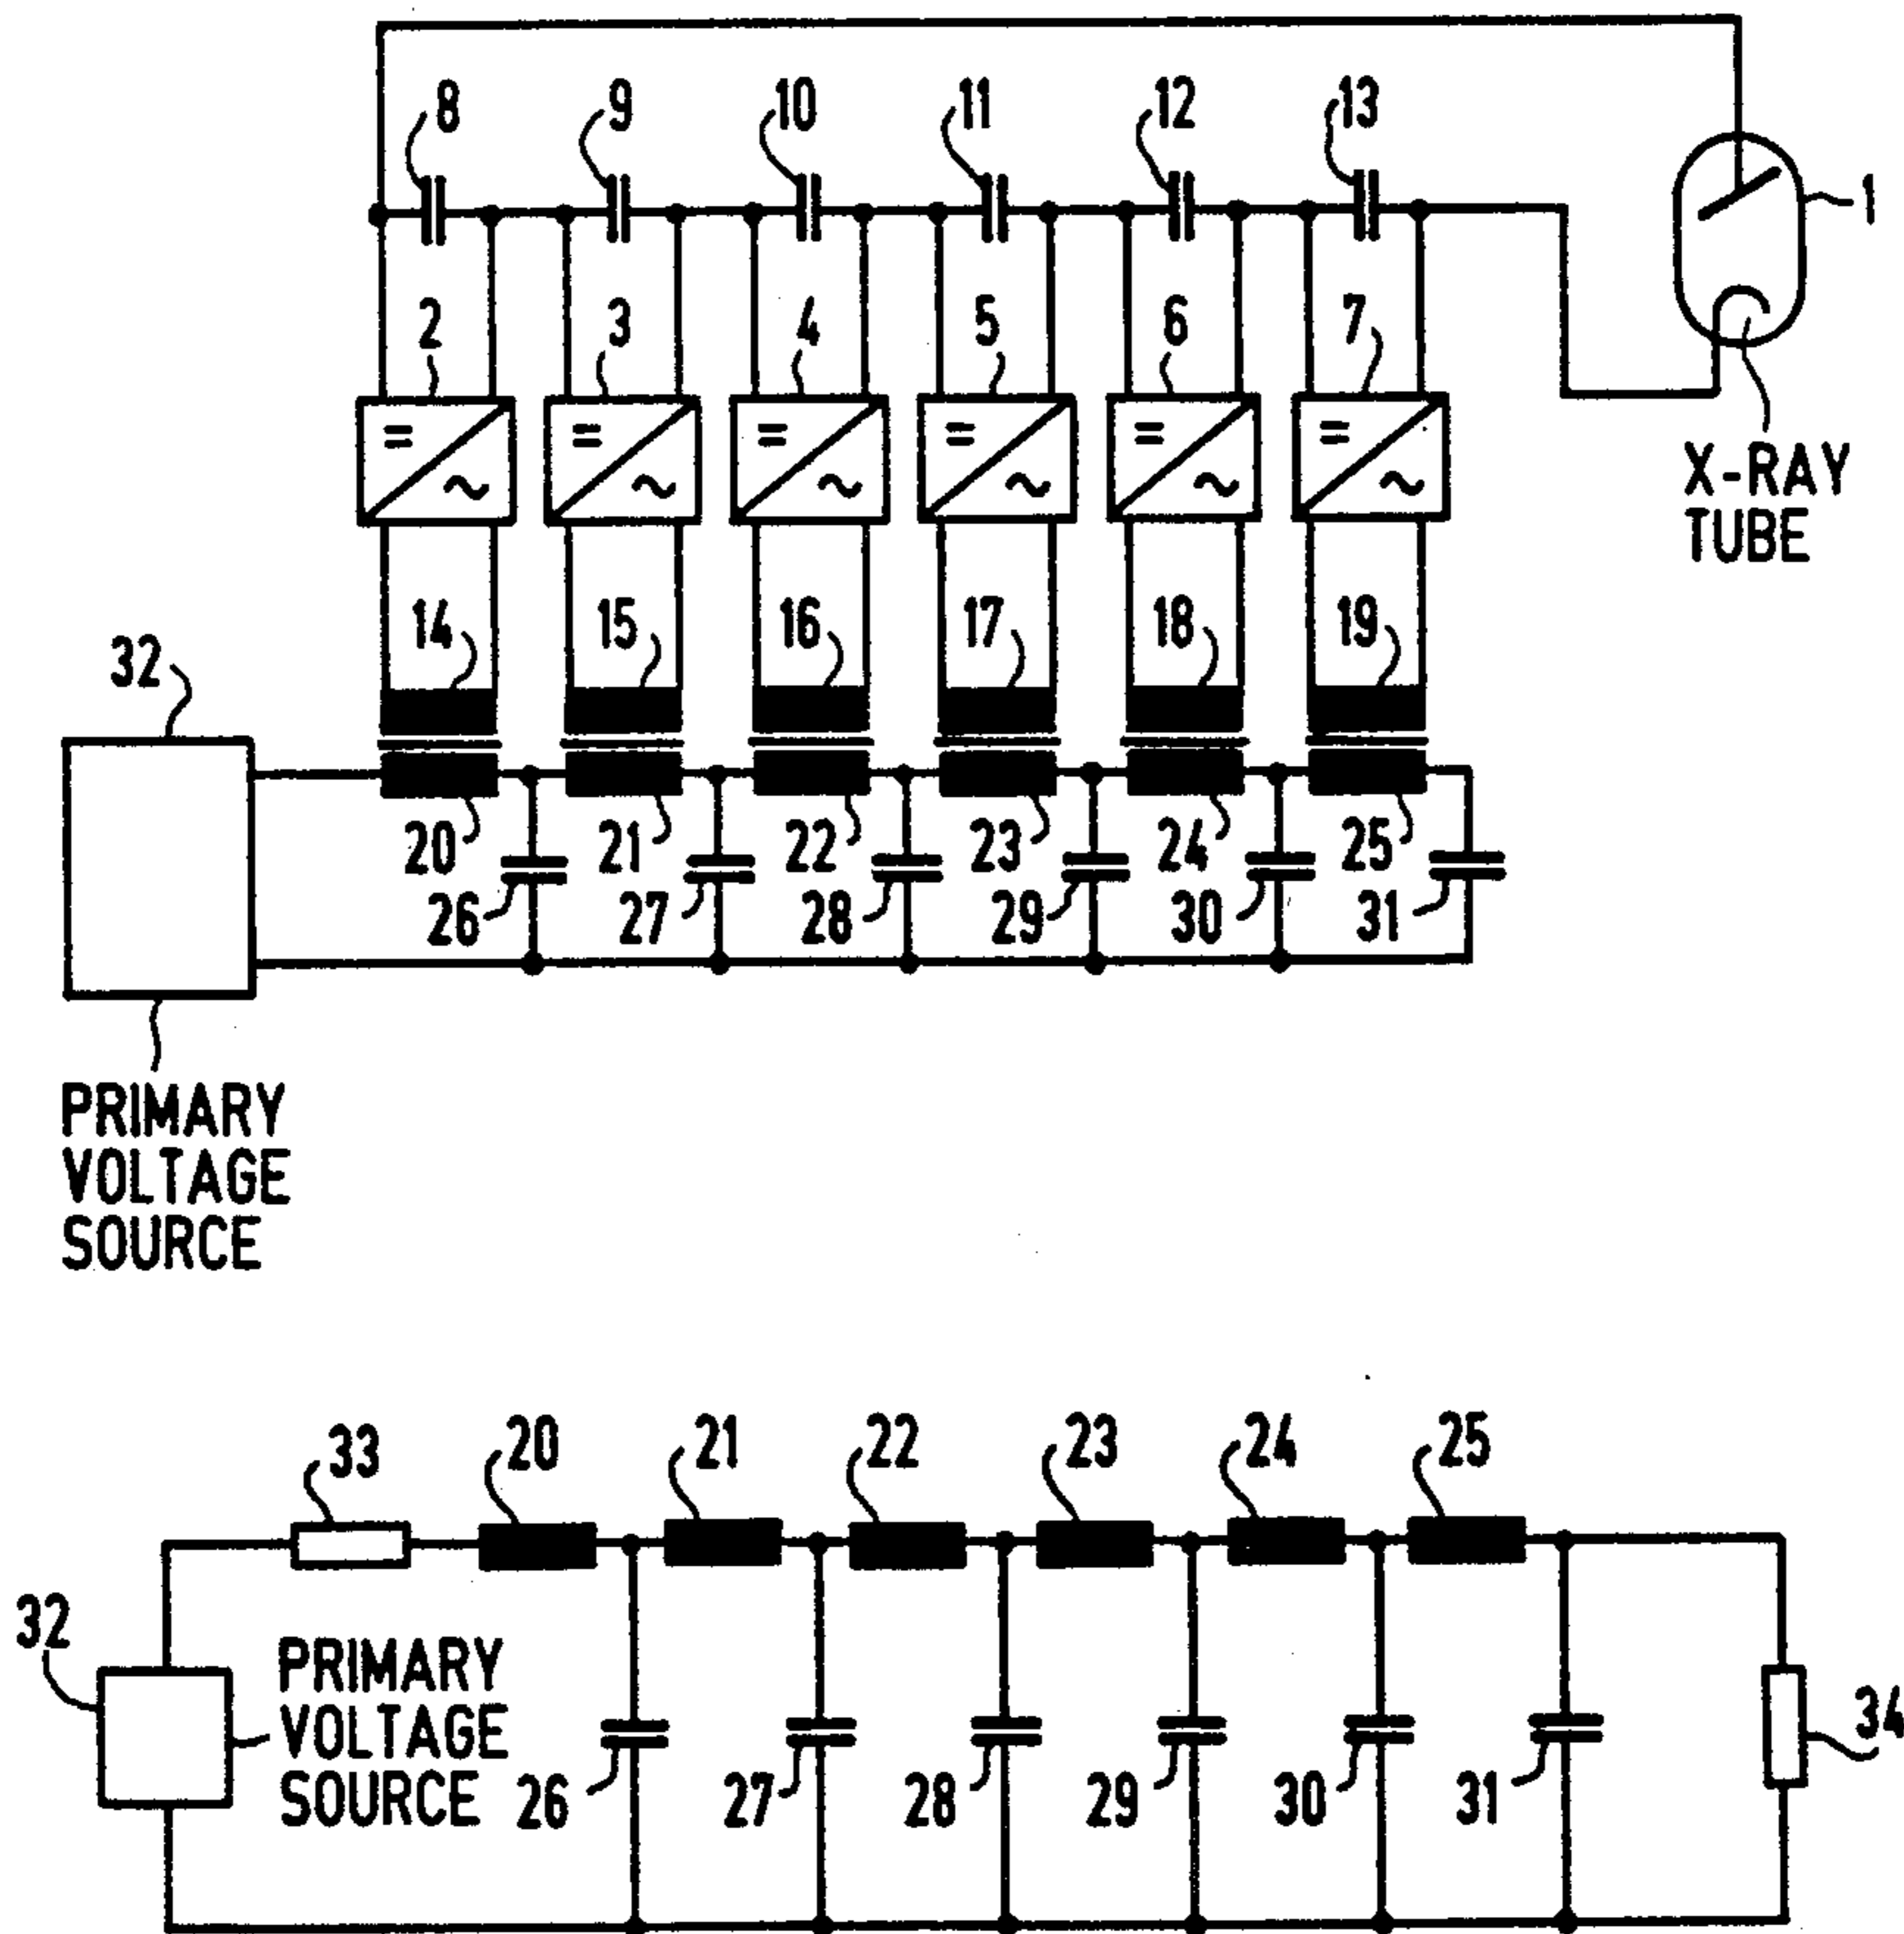 8 9 10 11 12 13
1
2 3 4 5 6 7
X-RAY
TUBE
14 15 16 17 18 19
32
20 21 22 23 24 25
26 27 28 29 30 31
PRIMARY
VOLTAGE
SOURCE
33 20 21 22 23 24 25
32
PRIMARY
VOLTAGE
SOURCE
34
26 27 28 29 30 31